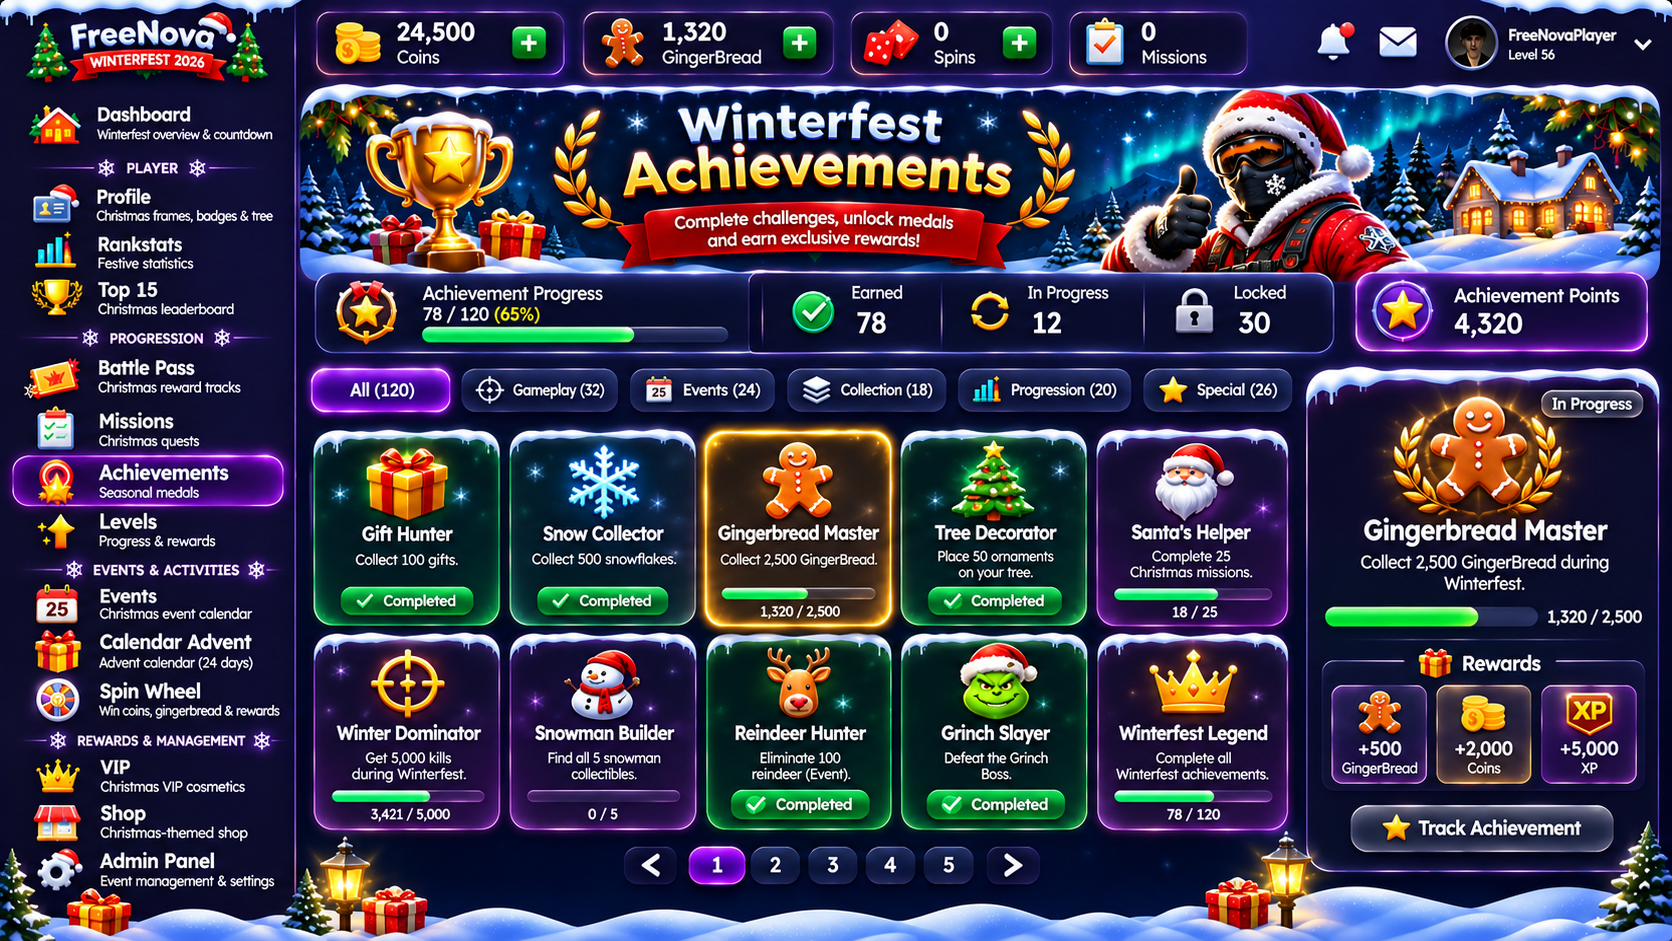 FreeNova
WINTERFEST 2026
24,500
Coins
1,320
GingerBread
0
Spins
0
Missions
FreeNovaPlayer
Level 56
Dashboard
Winterfest overview & countdown
PLAYER
Profile
Christmas frames, badges & tree
Rankstats
Festive statistics
Top 15
Christmas leaderboard
PROGRESSION
Battle Pass
Christmas reward tracks
Missions
Christmas quests
Achievements
Seasonal medals
Levels
Progress & rewards
EVENTS & ACTIVITIES
25
Events
Christmas event calendar
Calendar Advent
Advent calendar (24 days)
Spin Wheel
Win coins, gingerbread & rewards
REWARDS & MANAGEMENT
VIP
Christmas VIP cosmetics
Shop
Christmas-themed shop
Admin Panel
Event management & settings
Winterfest
Achievements
Complete challenges, unlock medals
and earn exclusive rewards!
Achievement Progress
78 / 120 (65%)
Earned
78
In Progress
12
Locked
30
Achievement Points
4,320
All (120)
Gameplay (32)
25
Events (24)
Collection (18)
Progression (20)
Special (26)
Gift Hunter
Collect 100 gifts.
Completed
Snow Collector
Collect 500 snowflakes.
Completed
Gingerbread Master
Collect 2,500 GingerBread.
1,320 / 2,500
Tree Decorator
Place 50 ornaments
on your tree.
Completed
Santa's Helper
Complete 25
Christmas missions.
18 / 25
Winter Dominator
Get 5,000 kills
during Winterfest.
3,421 / 5,000
Snowman Builder
Find all 5 snowman
collectibles.
0 / 5
Reindeer Hunter
Eliminate 100
reindeer (Event).
Completed
Grinch Slayer
Defeat the Grinch
Boss.
Completed
Winterfest Legend
Complete all
Winterfest achievements.
78 / 120
1
2
3
4
5
In Progress
Gingerbread Master
Collect 2,500 GingerBread during
Winterfest.
1,320 / 2,500
Rewards
+500
GingerBread
+2,000
Coins
XP
+5,000
XP
Track Achievement